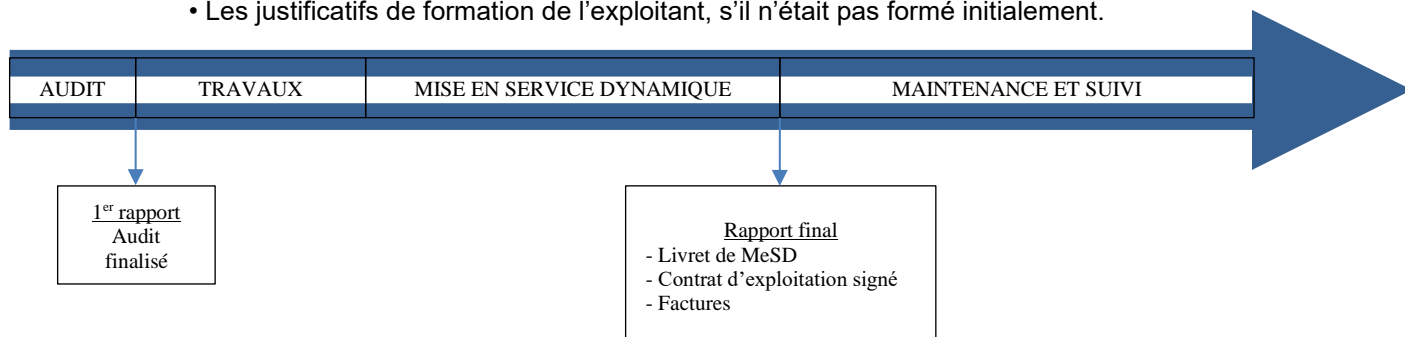 • Les justificatifs de formation de l’exploitant, s’il n’était pas formé initialement.
AUDIT
TRAVAUX
MISE EN SERVICE DYNAMIQUE
MAINTENANCE ET SUIVI
1er rapport
Audit
finalisé
Rapport final
- Livret de MeSD
- Contrat d’exploitation signé
- Factures